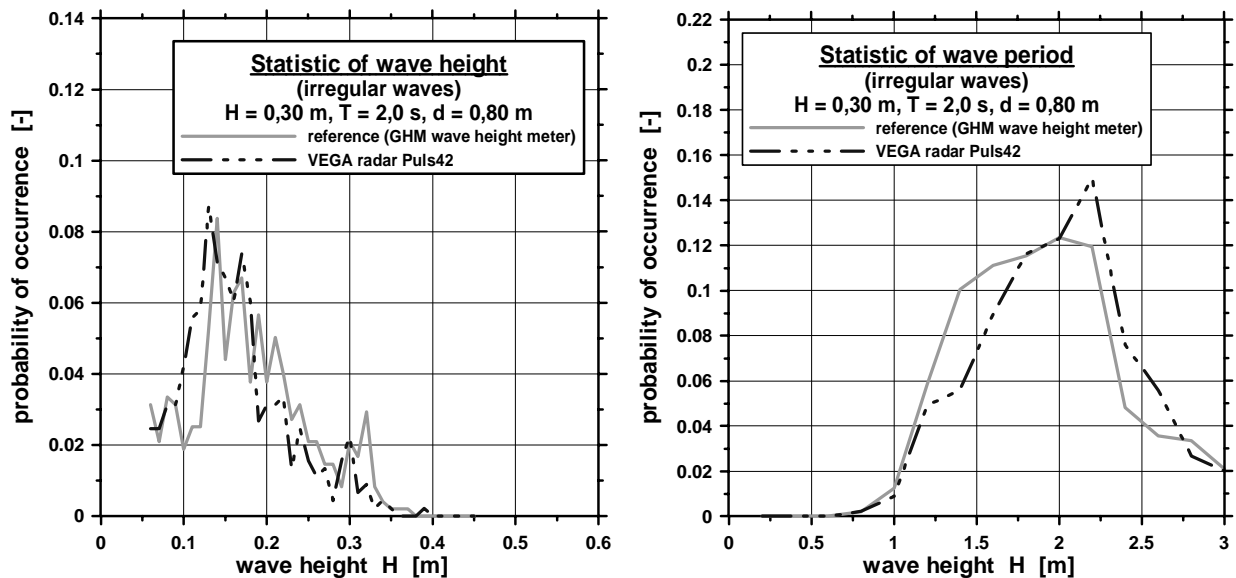 0.14
0.12
0.1
0.08
0.06
0.04
0.02
0
probability of occurrence [-]
Statistic of wave height
(irregular waves)
H = 0,30 m, T = 2,0 s, d = 0,80 m
reference (GHM wave height meter)
VEGA radar Puls42
0 0.1 0.2 0.3 0.4 0.5 0.6
wave height H [m]
0.22
0.2
0.18
0.16
0.14
0.12
0.1
0.08
0.06
0.04
0.02
0
probability of occurrence [-]
Statistic of wave period
(irregular waves)
H = 0,30 m, T = 2,0 s, d = 0,80 m
reference (GHM wave height meter)
VEGA radar Puls42
0 0.5 1 1.5 2 2.5 3
wave height H [m]